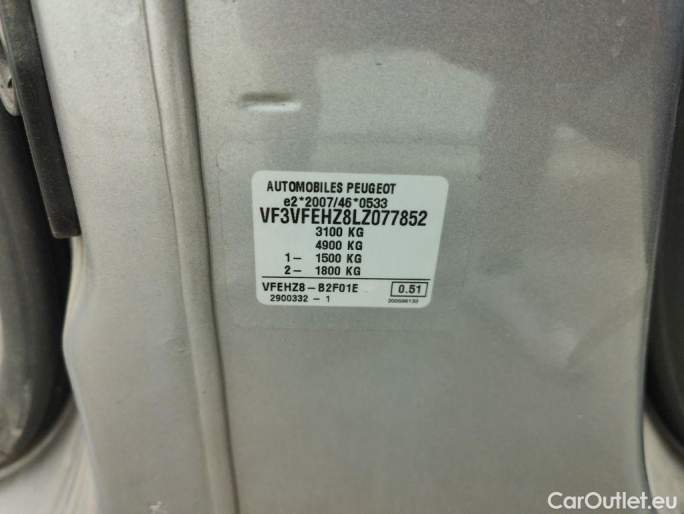 AUTOMOBILES PEUGEOT
e2*2007/46*0533
VF3VFEHZ8LZ077852
3100 KG
4900 KG
1- 1500 KG
2- 1800 KG
VFEHZ8-B2F01E 0.51
2900332 - 1
CarOutlet.eu